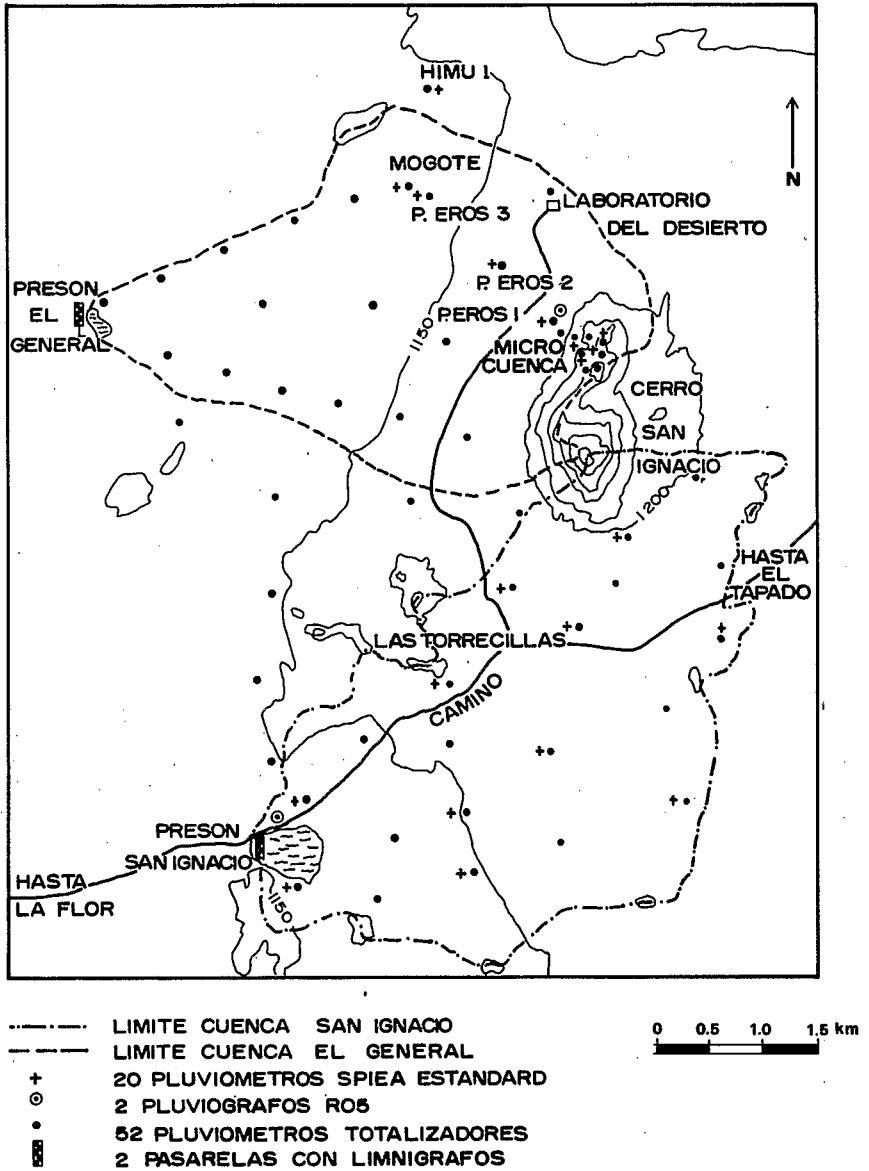 HIMU 1
MOGOTE
P. EROS 3
N
LABORATORIO
DEL DESIERTO
P. EROS 2
PRESON
EL
GENERAL
P.EROS 1
1150
MICRO
CUENCA
CERRO
SAN
IGNACIO
1200
HASTA
EL
TAPADO
LAS TORRECILLAS
CAMINO
PRESON
SAN IGNACIO
HASTA
LA FLOR
1150
LIMITE CUENCA SAN IGNACIO
LIMITE CUENCA EL GENERAL
20 PLUVIOMETROS SPIEA ESTANDARD
2 PLUVIOGRAFOS RO5
52 PLUVIOMETROS TOTALIZADORES
2 PASARELAS CON LIMNIGRAFOS
0 0.5 1.0 1.5 km